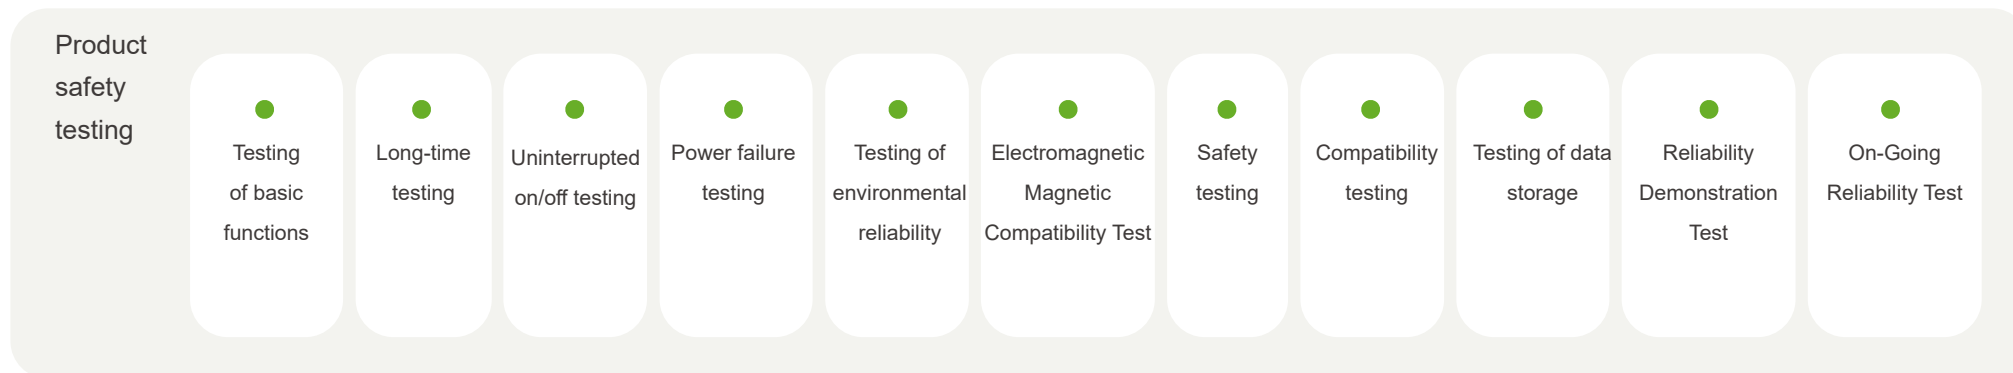 Product
safety
testing
Testing
of basic
functions
Long-time
testing
Uninterrupted
on/off testing
Power failure
testing
Testing of
environmental
reliability
Electromagnetic
Magnetic
Compatibility Test
Safety
testing
Compatibility
testing
Testing of data
storage
Reliability
Demonstration
Test
On-Going
Reliability Test